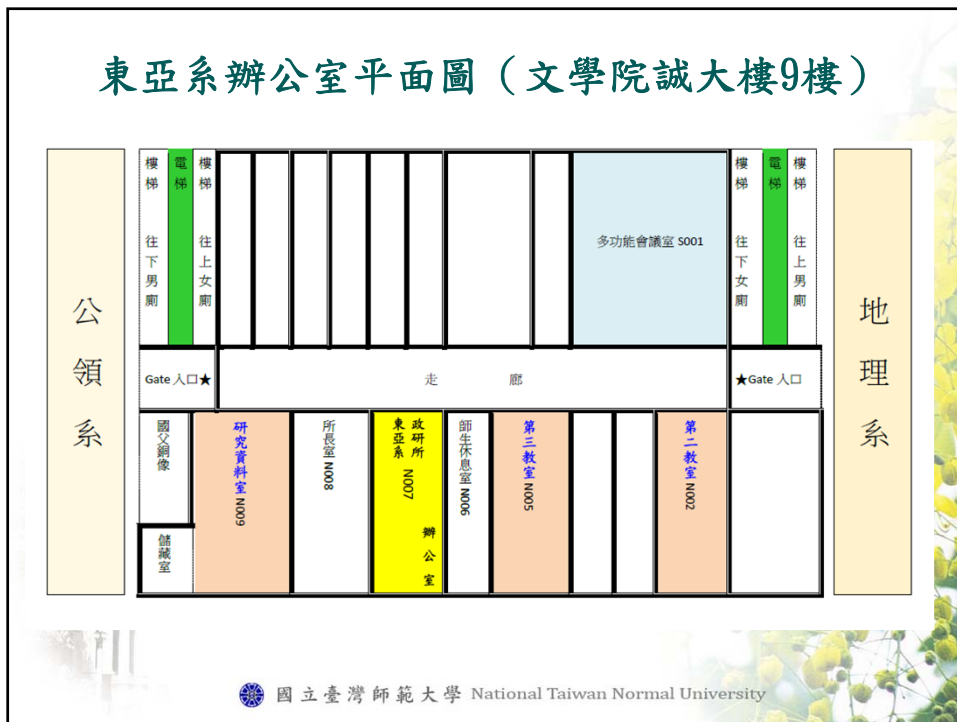 東亞系辦公室平面圖（文學院誠大樓9樓）
公領系
樓梯 往下男廁
電梯
樓梯 往上女廁
多功能會議室 S001
樓梯 往下女廁
電梯
樓梯 往上男廁
地理系
Gate 入口★
走 廊
★Gate 入口
國父銅像
儲藏室
研究資料室 N009
所長室 N008
政研所
東亞系 N007
辦公室
師生休息室 N006
第三教室 N005
第二教室 N002
國立臺灣師範大學 National Taiwan Normal University